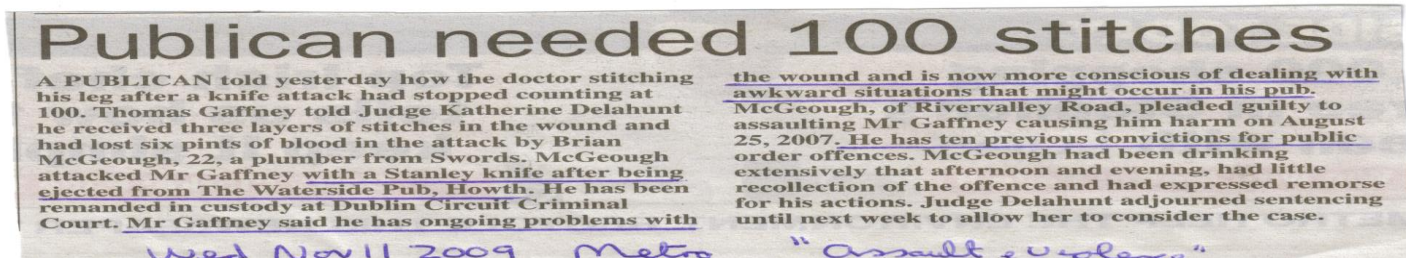 Publican needed 100 stitches
A PUBLICAN told yesterday how the doctor stitching
his leg after a knife attack had stopped counting at
100. Thomas Gaffney told Judge Katherine Delahunt
he received three layers of stitches in the wound and
had lost six pints of blood in the attack by Brian
McGeough, 22, a plumber from Swords. McGeough
attacked Mr Gaffney with a Stanley knife after being
ejected from The Waterside Pub, Howth. He has been
remanded in custody at Dublin Circuit Criminal
Court. Mr Gaffney said he has ongoing problems with
the wound and is now more conscious of dealing with
awkward situations that might occur in his pub.
McGeough, of Rivervalley Road, pleaded guilty to
assaulting Mr Gaffney causing him harm on August
25, 2007. He has ten previous convictions for public
order offences. McGeough had been drinking
extensively that afternoon and evening, had little
recollection of the offence and had expressed remorse
for his actions. Judge Delahunt adjourned sentencing
until next week to allow her to consider the case.
Wed Nov 11 2009 Metro "assault